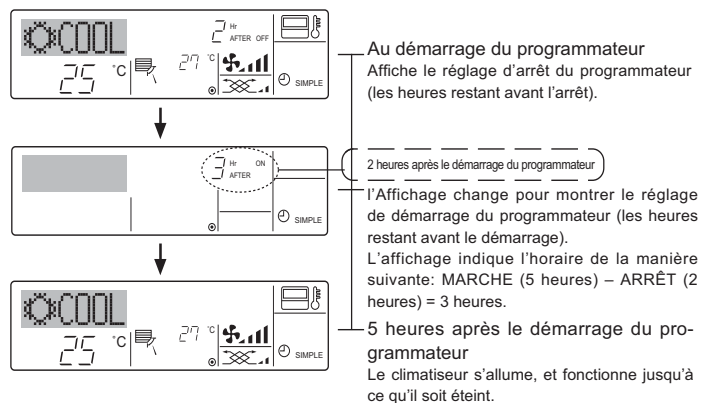 COOL
2 Hr
AFTER OFF
25 °C
27 °C
SIMPLE
Au démarrage du programmateur
Affiche le réglage d’arrêt du programmateur
(les heures restant avant l’arrêt).
3 Hr ON
AFTER
SIMPLE
2 heures après le démarrage du programmateur
l’Affichage change pour montrer le réglage
de démarrage du programmateur (les heures
restant avant le démarrage).
L’affichage indique l’horaire de la manière
suivante: MARCHE (5 heures) – ARRÊT (2
heures) = 3 heures.
COOL
25 °C
27 °C
SIMPLE
5 heures après le démarrage du pro-
grammateur
Le climatiseur s’allume, et fonctionne jusqu’à
ce qu’il soit éteint.